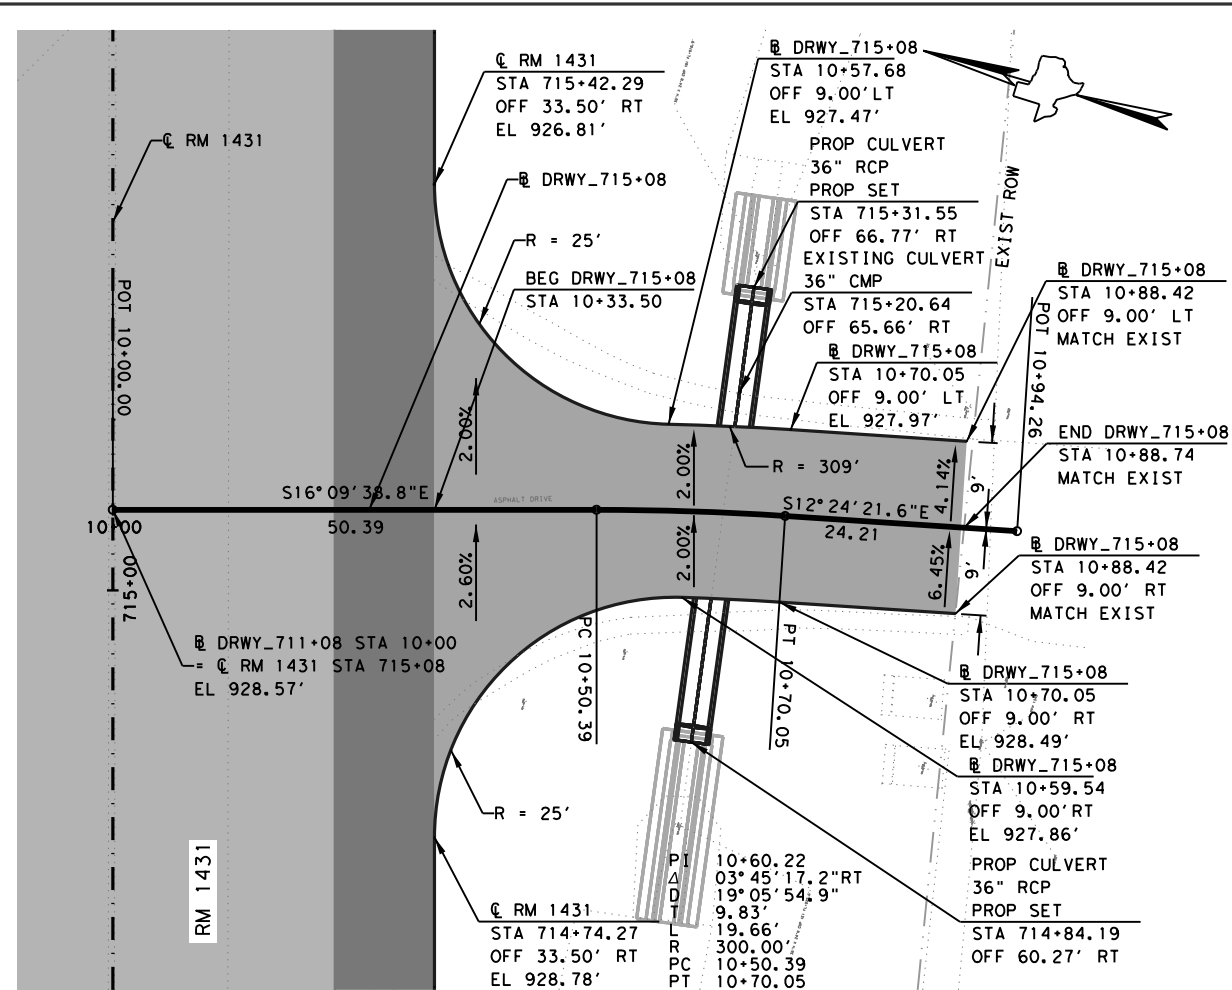 ℄ RM 1431
STA 715+42.29
OFF 33.50' RT
EL 926.81'
℄ RM 1431
BL DRWY_715+08
R = 25'
BEG DRWY_715+08
STA 10+33.50
BL DRWY_715+08
STA 10+57.68
OFF 9.00'LT
EL 927.47'
PROP CULVERT
36" RCP
PROP SET
STA 715+31.55
OFF 66.77' RT
EXISTING CULVERT
36" CMP
STA 715+20.64
OFF 65.66' RT
BL DRWY_715+08
STA 10+70.05
OFF 9.00' LT
EL 927.97'
EXIST ROW
BL DRWY_715+08
STA 10+88.42
OFF 9.00' LT
MATCH EXIST
POT 10+94.26
END DRWY_715+08
STA 10+88.74
MATCH EXIST
POT 10+00.00
2.00%
2.00%
R = 309'
4.14%
9'
S16°09'38.8"E
ASPHALT DRIVE
S12°24'21.6"E
10+00
50.39
24.21
715+00
2.60%
2.00%
6.45%
9'
BL DRWY_715+08
STA 10+88.42
OFF 9.00' RT
MATCH EXIST
BL DRWY_711+08 STA 10+00
= ℄ RM 1431 STA 715+08
EL 928.57'
PC 10+50.39
PT 10+70.05
BL DRWY_715+08
STA 10+70.05
OFF 9.00' RT
EL 928.49'
BL DRWY_715+08
STA 10+59.54
OFF 9.00'RT
EL 927.86'
R = 25'
RM 1431
PI 10+60.22
Δ 03°45'17.2"RT
D 19°05'54.9"
T 9.83'
L 19.66'
R 300.00'
PC 10+50.39
PT 10+70.05
℄ RM 1431
STA 714+74.27
OFF 33.50' RT
EL 928.78'
PROP CULVERT
36" RCP
PROP SET
STA 714+84.19
OFF 60.27' RT